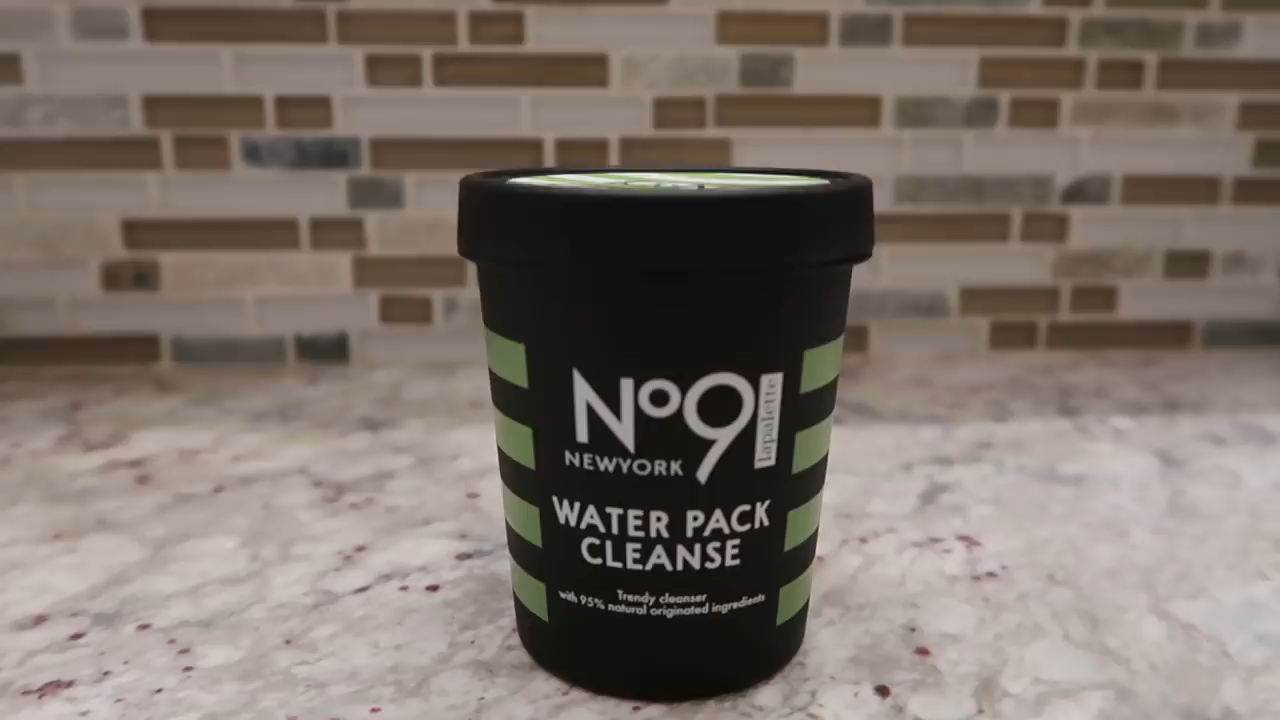 No9
lapalette
NEWYORK
WATER PACK
CLEANSE
Trendy cleanser
with 95% natural originated ingredients